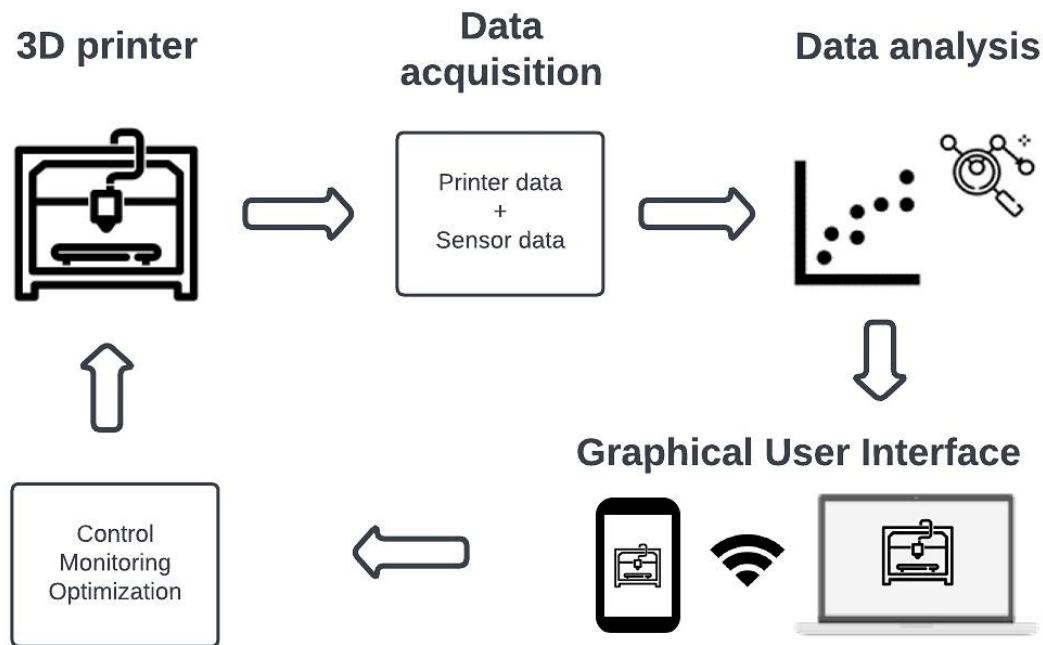 3D printer
Data
acquisition
Data analysis
Printer data
+
Sensor data
Graphical User Interface
Control
Monitoring
Optimization